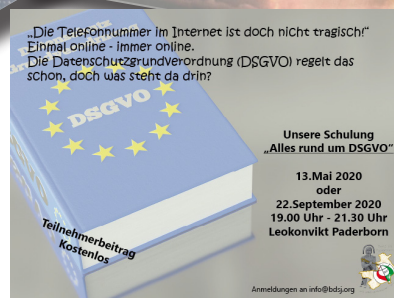 „Die Telefonnummer im Internet ist doch nicht tragisch!“
Einmal online - immer online.
Die Datenschutzgrundverordnung (DSGVO) regelt das
schon, doch was steht da drin?
DSGVO
Unsere Schulung
„Alles rund um DSGVO“
13.Mai 2020
oder
22.September 2020
19.00 Uhr - 21.30 Uhr
Leokonvikt Paderborn
Teilnehmerbeitrag
Kostenlos
Anmeldungen an info@bdsj.org